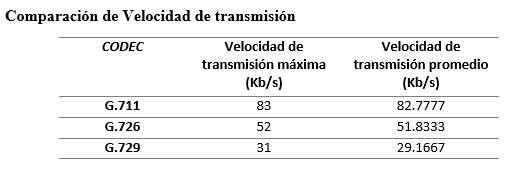 Comparación de Velocidad de transmisión
CODEC Velocidad de transmisión máxima (Kb/s) Velocidad de transmisión promedio (Kb/s)
G.711 83 82.7777
G.726 52 51.8333
G.729 31 29.1667